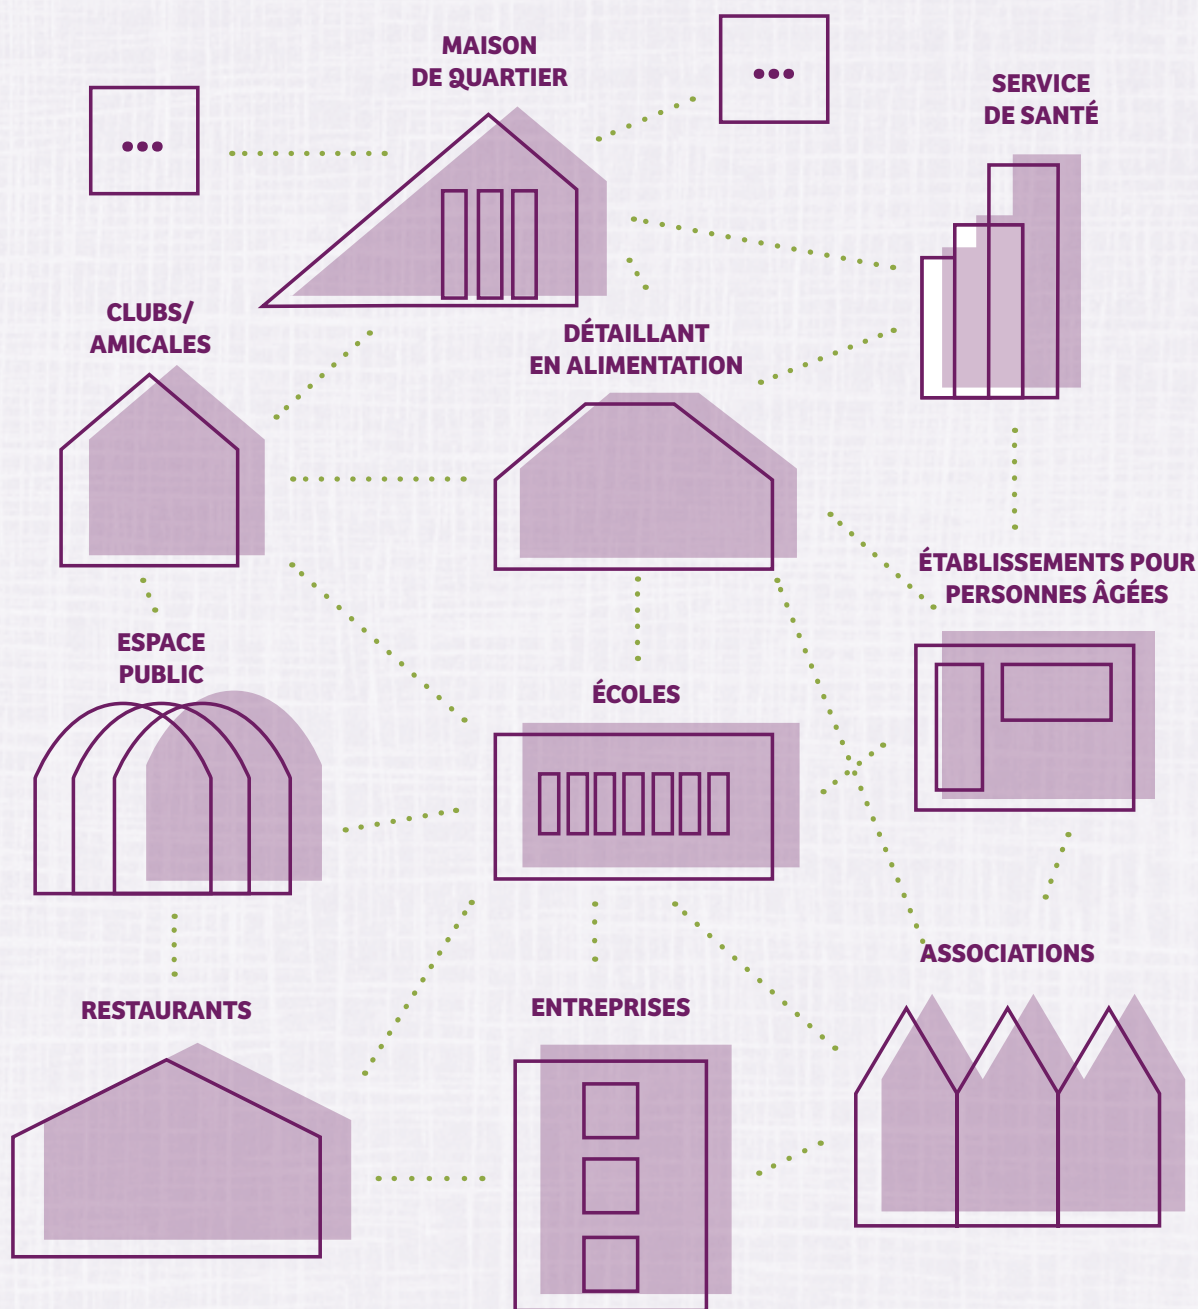 MAISON
DE QUARTIER
•••
•••
SERVICE
DE SANTÉ
CLUBS/
AMICALES
DÉTAILLANT
EN ALIMENTATION
ÉTABLISSEMENTS POUR
PERSONNES ÂGÉES
ESPACE
PUBLIC
ÉCOLES
ASSOCIATIONS
RESTAURANTS
ENTREPRISES